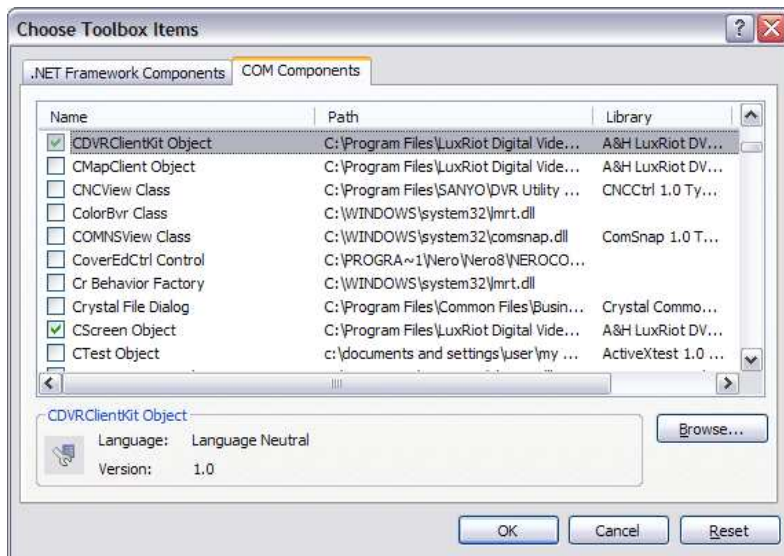 Choose Toolbox Items
.NET Framework Components COM Components
Name Path Library
CDVRClientKit Object C:\Program Files\LuxRiot Digital Vide... A&H LuxRiot DV...
CMapClient Object C:\Program Files\LuxRiot Digital Vide... A&H LuxRiot DV...
CNCView Class C:\Program Files\SANYO\DVR Utility ... CNCCtrl 1.0 Ty...
ColorBvr Class C:\WINDOWS\system32\lmrt.dll
COMNSView Class C:\WINDOWS\system32\comsnap.dll ComSnap 1.0 T...
CoverEdCtrl Control C:\PROGRA~1\Nero\Nero8\NEROCO...
Cr Behavior Factory C:\WINDOWS\system32\lmrt.dll
Crystal File Dialog C:\Program Files\Common Files\Busin... Crystal Commo...
CScreen Object C:\Program Files\LuxRiot Digital Vide... A&H LuxRiot DV...
CTest Object c:\documents and settings\user\my ... ActiveXtest 1.0 ...
CDVRClientKit Object
Browse...
Language: Language Neutral
Version: 1.0
OK Cancel Reset